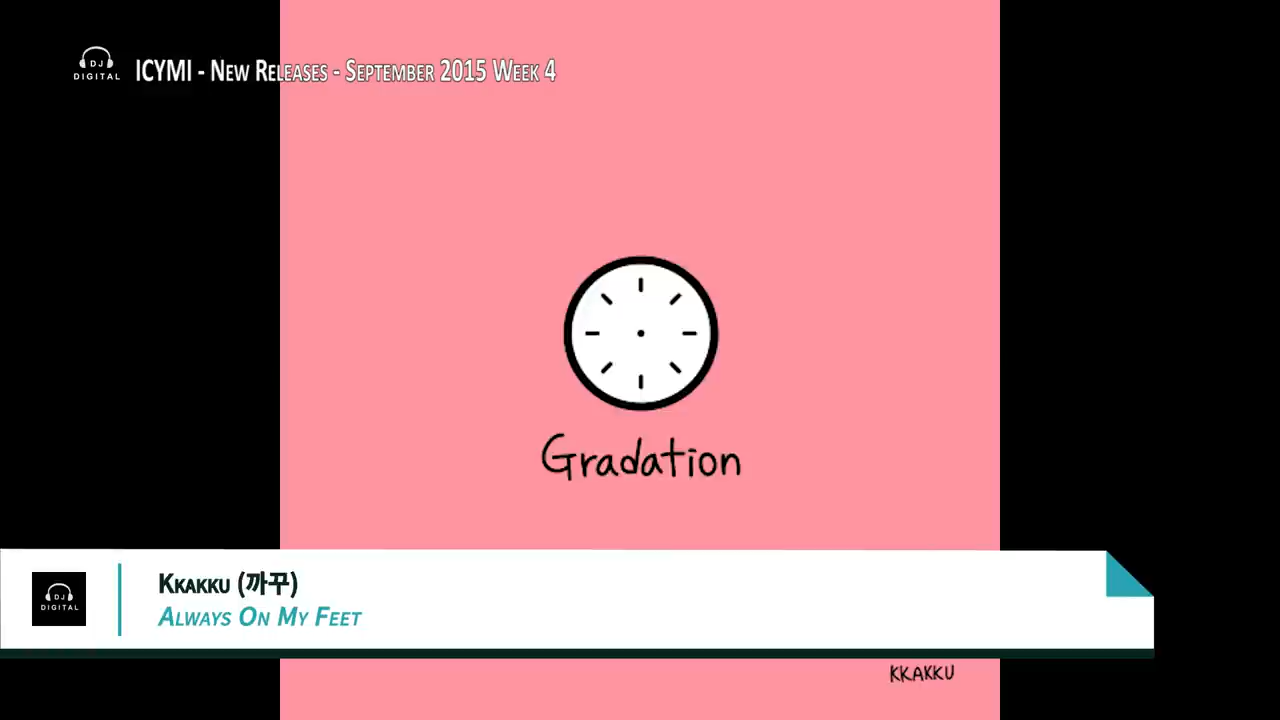 DJ
DIGITAL
ICYMI - New Releases - September 2015 Week 4
Gradation
DJ
DIGITAL
Kkakku (까꾸)
Always On My Feet
KKAKKU